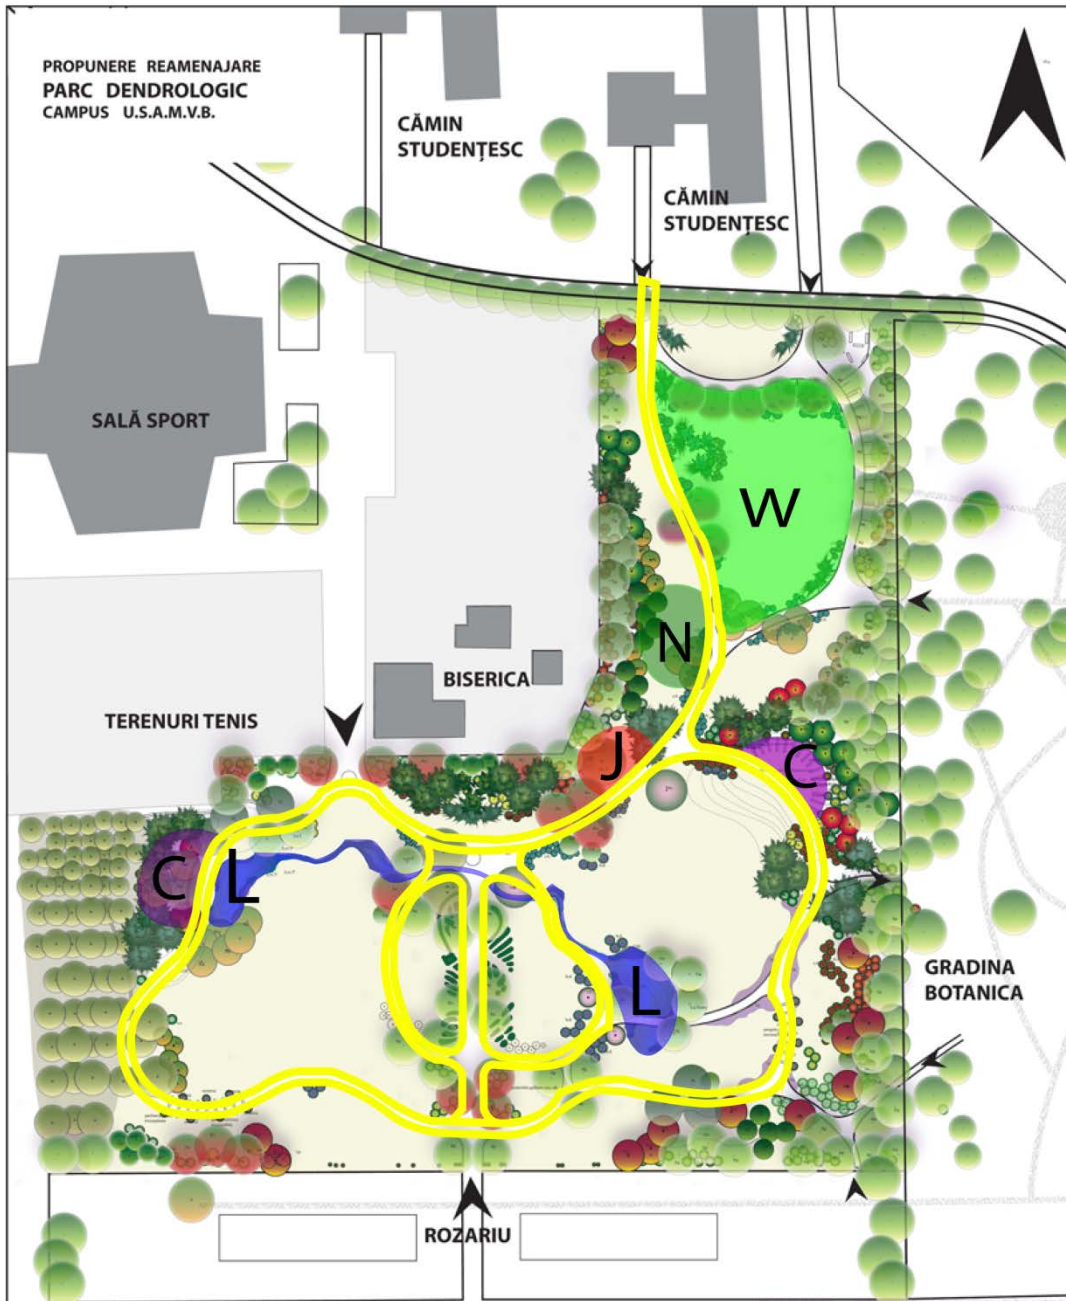 PROPUNERE REAMENAJARE
PARC DENDROLOGIC
CAMPUS U.S.A.M.V.B.
CĂMIN
STUDENȚESC
CĂMIN
STUDENȚESC
SALĂ SPORT
W
N
BISERICA
TERENURI TENIS
J
C
C
L
L
GRADINA
BOTANICA
ROZARIU